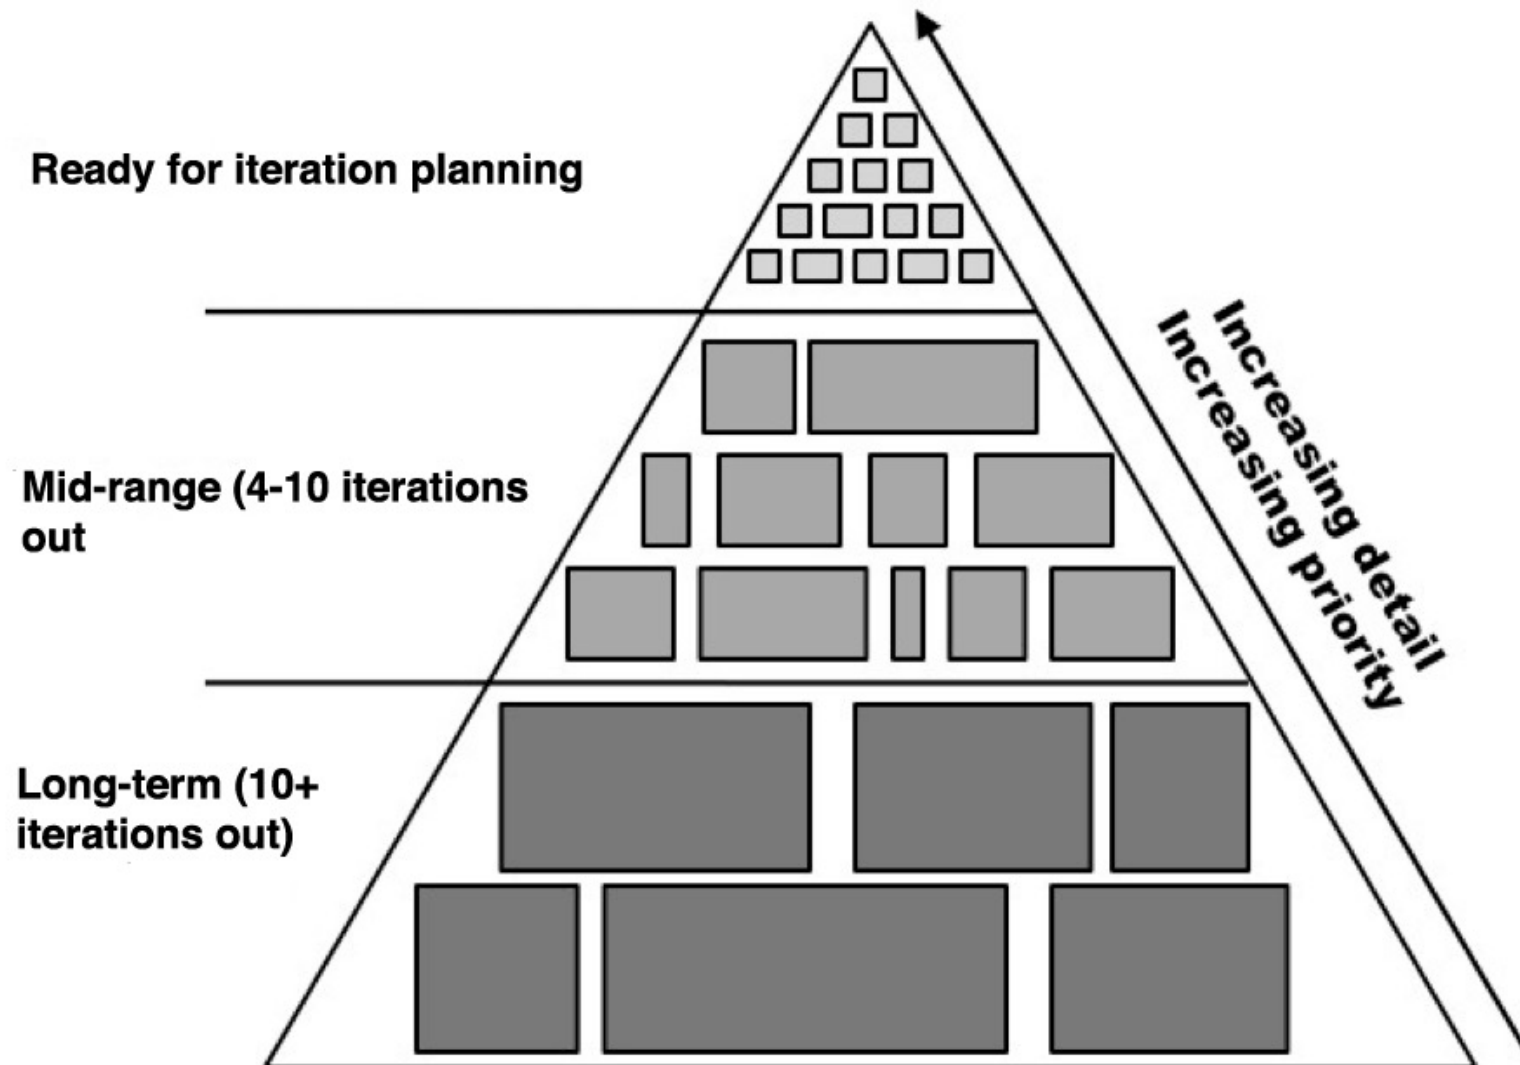 Ready for iteration planning
Increasing detail
Increasing priority
Mid-range (4-10 iterations
out
Long-term (10+
iterations out)